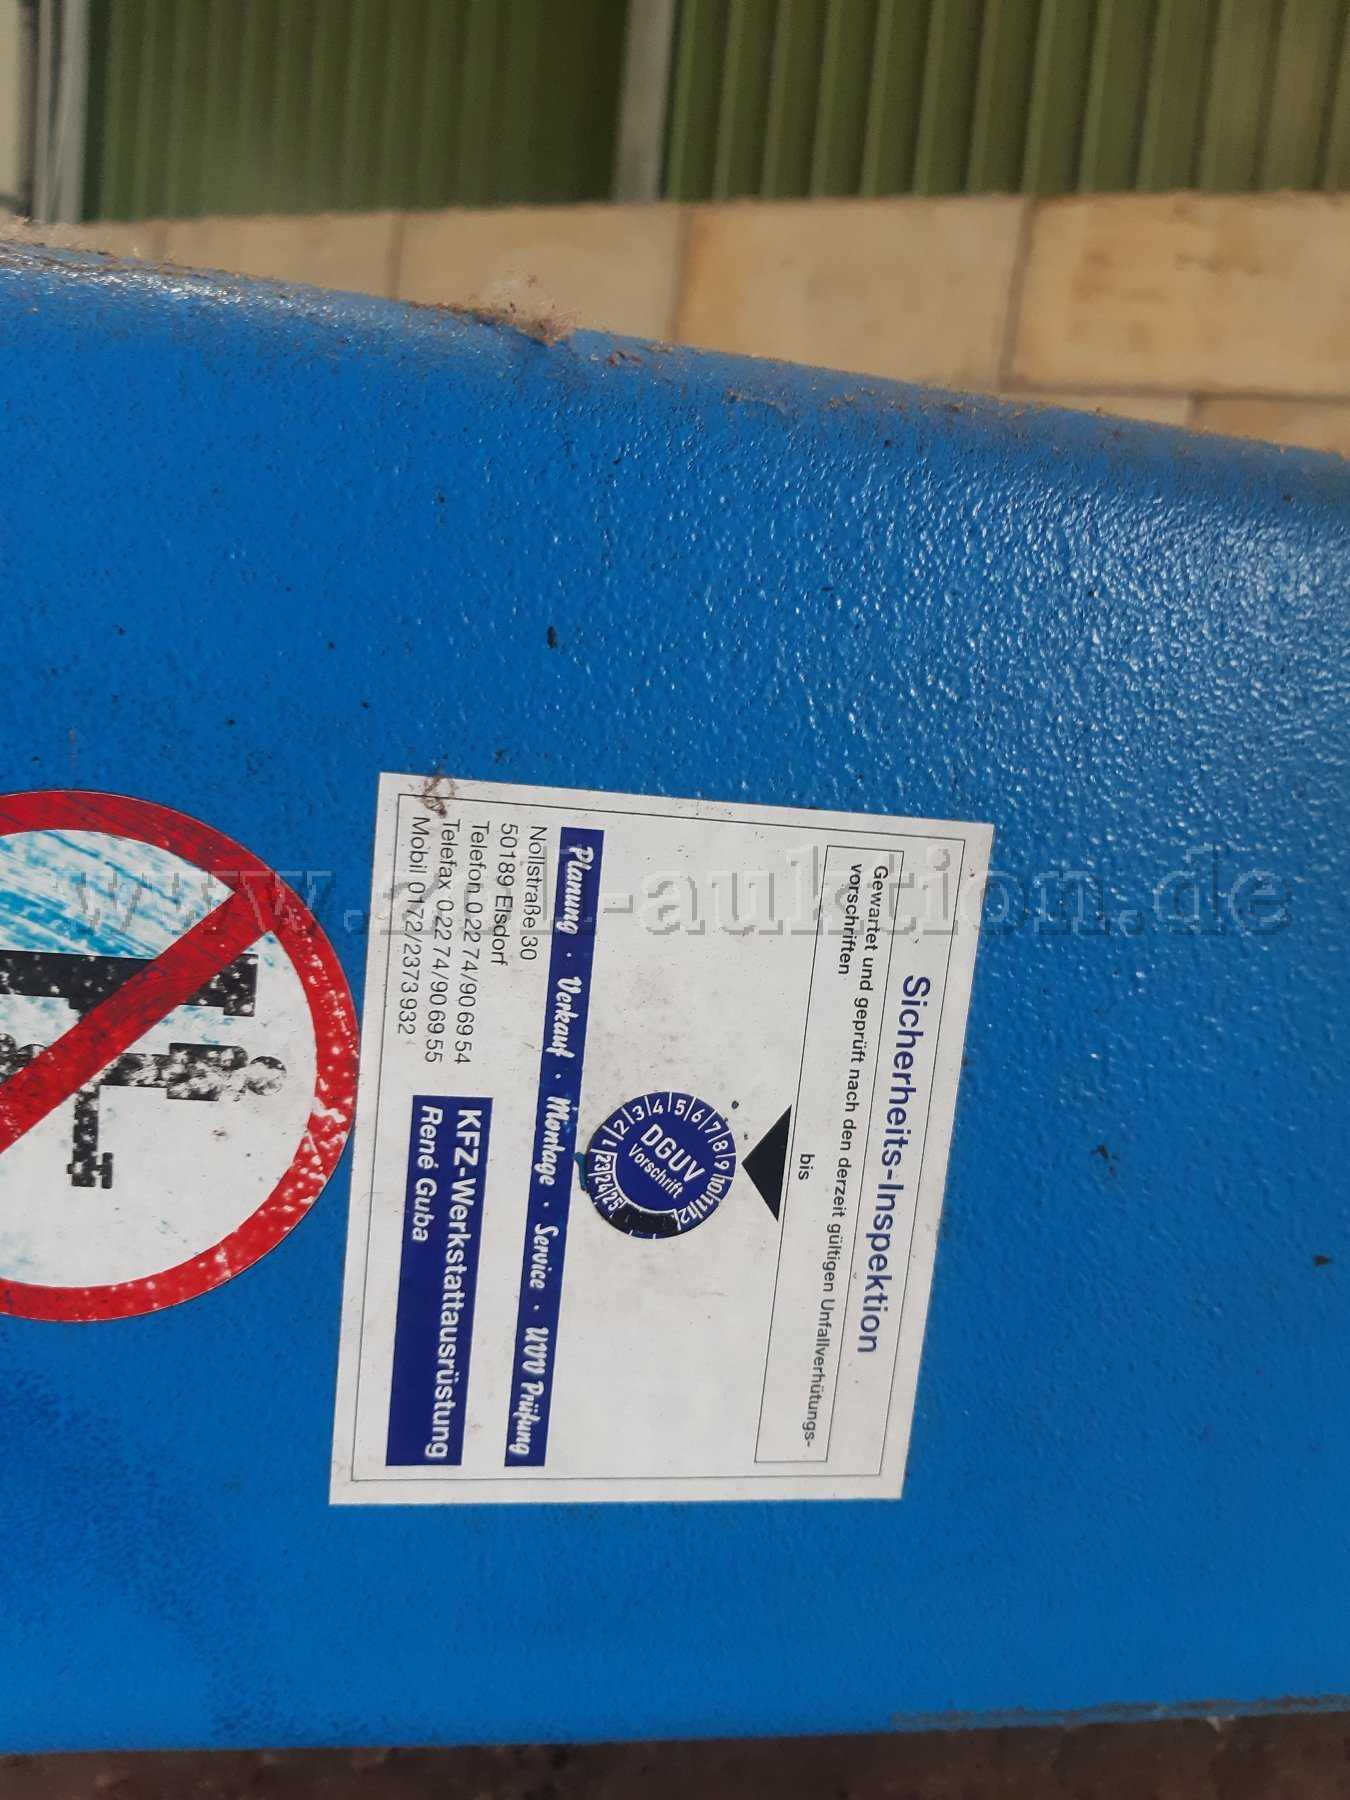 Sicherheits-Inspektion
Gewartet und geprüft nach den derzeit gültigen Unfallverhütungs-
vorschriften
bis
1 2 3 4 5 6 7 8 9 10 11 12
DGUV
Vorschrift
23 24 25
Planung · Verkauf · Montage · Service · UVV Prüfung
Nollstraße 30
50189 Elsdorf
Telefon 0 22 74/90 69 54
Telefax 0 22 74/90 69 55
Mobil 0172/2373 932
KFZ-Werkstattausrüstung
René Guba
www.zoll-auktion.de